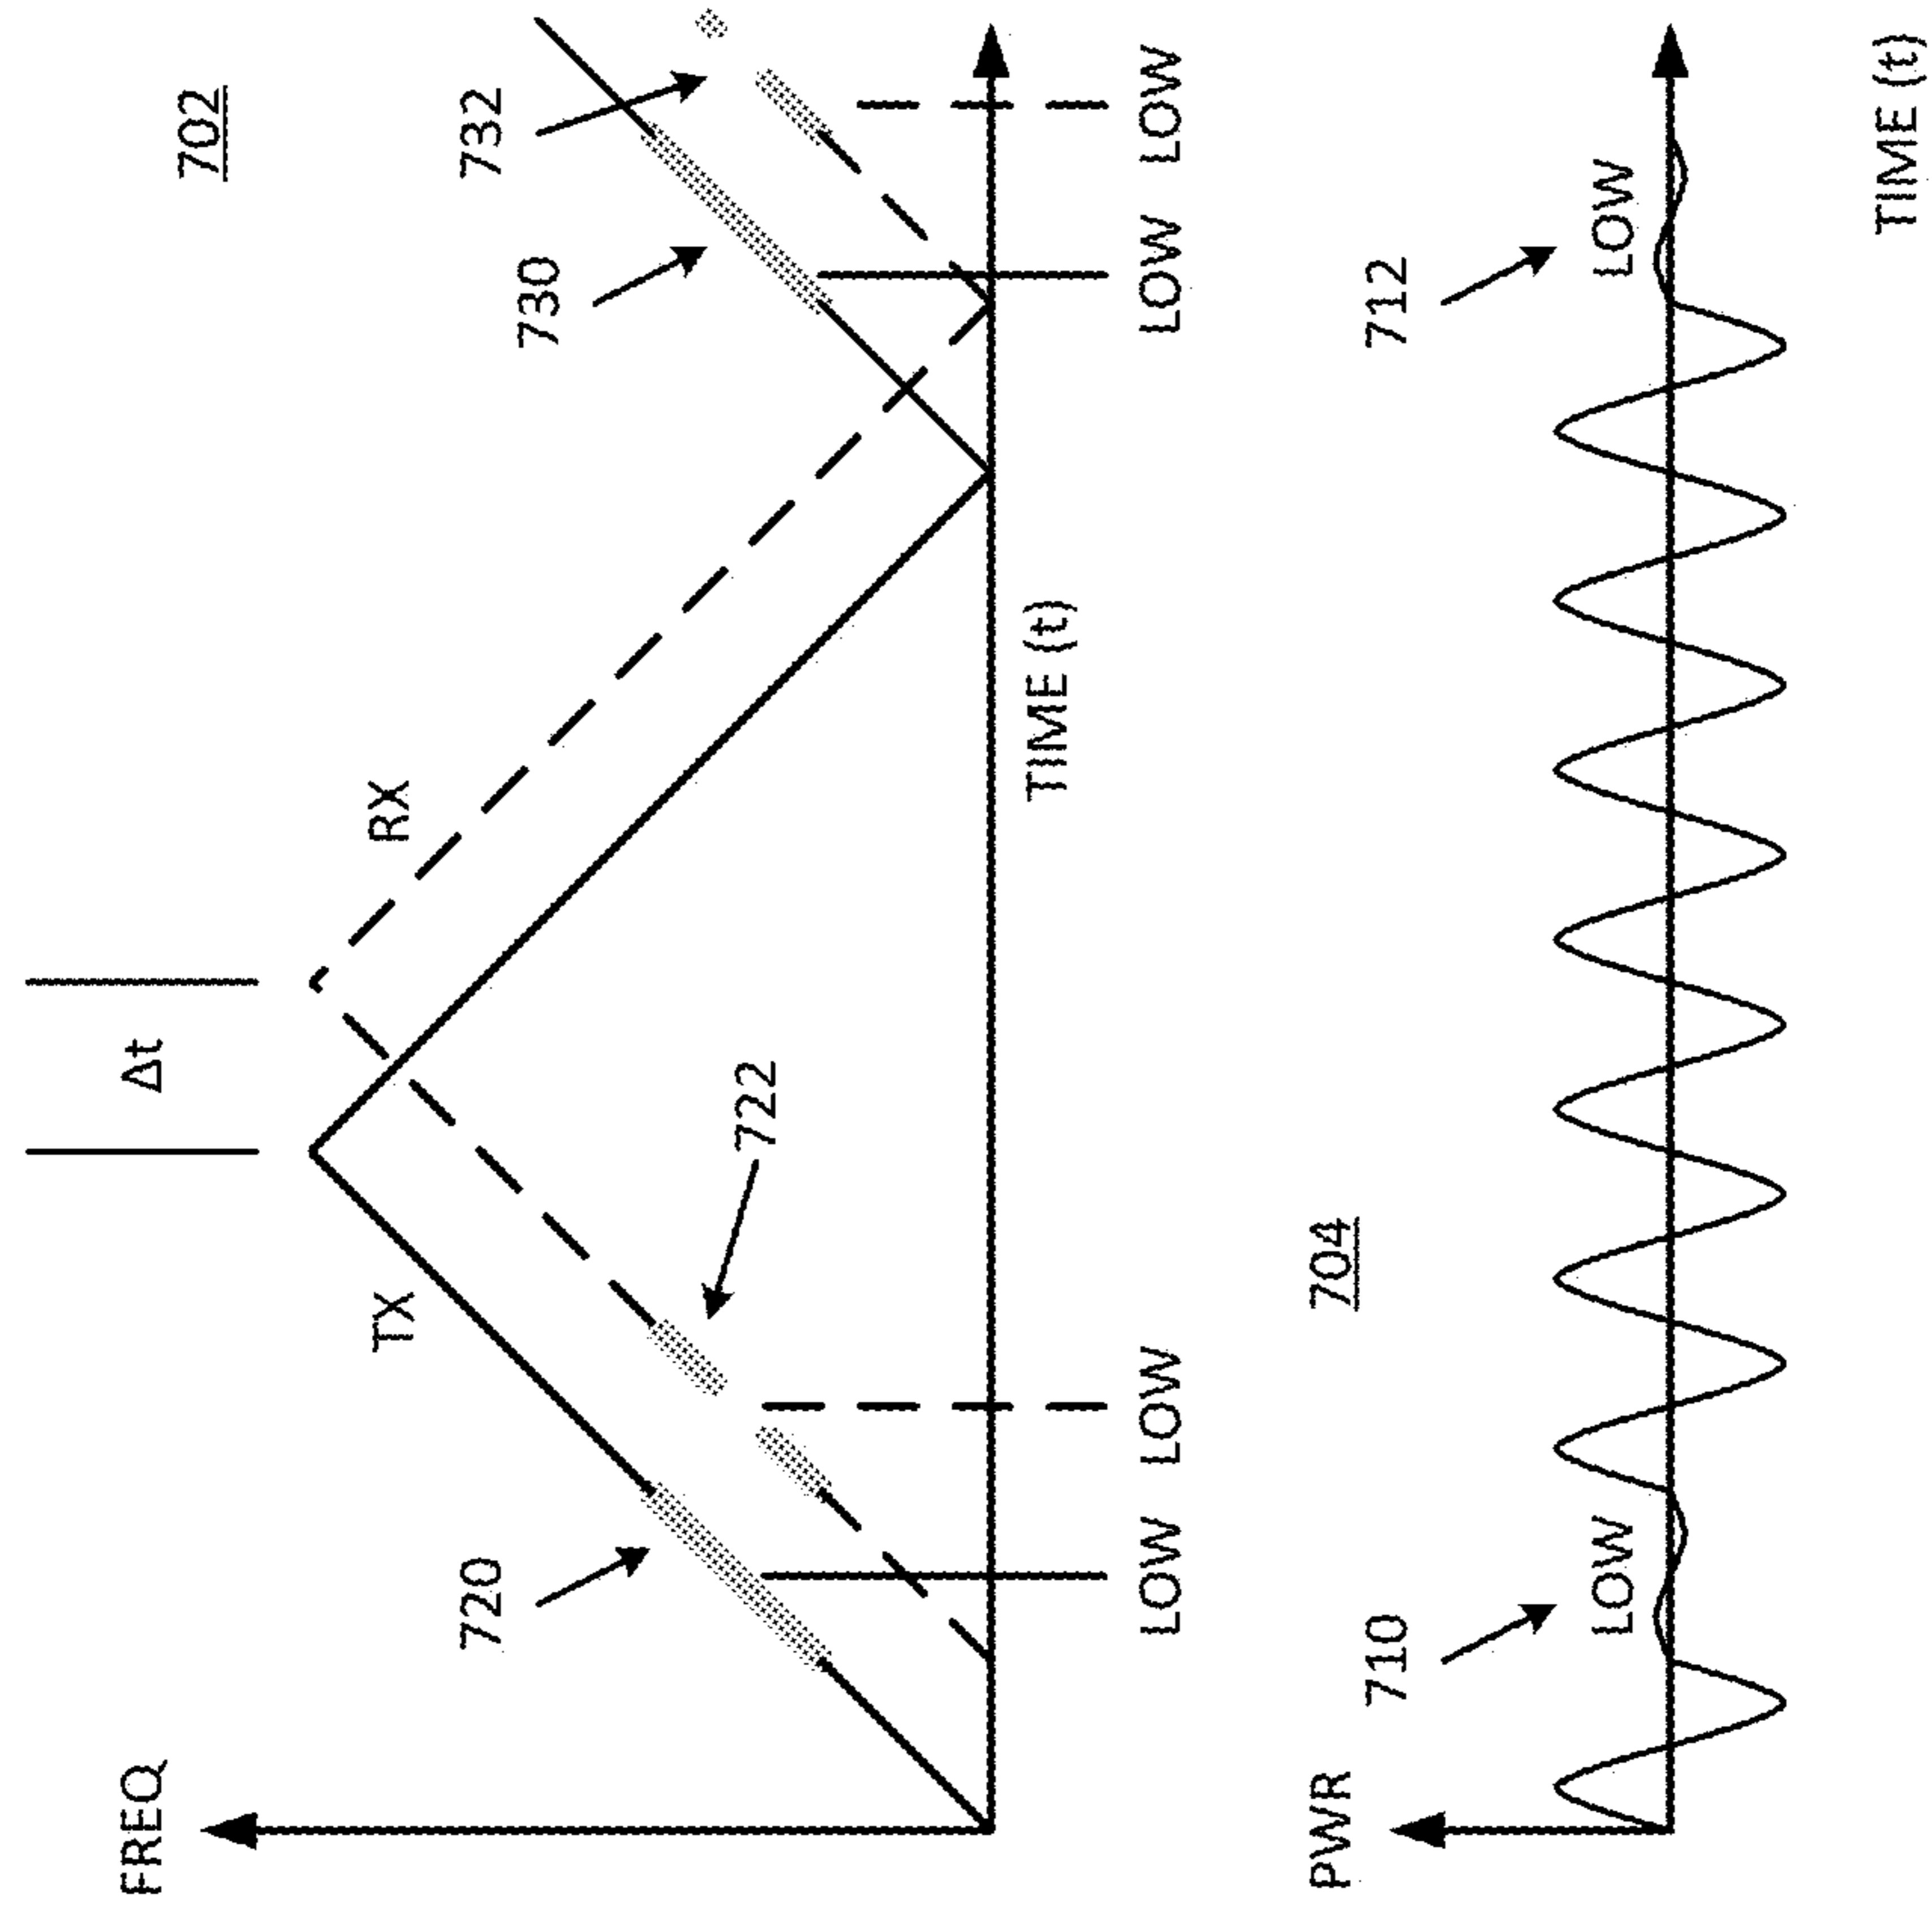 702
FREQ
Δt
TX
RX
720
722
730
732
LOW
LOW
LOW
LOW
TIME (t)
704
PWR
710
LOW
712
LOW
TIME (t)